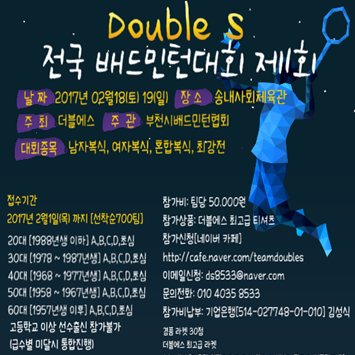 Double S
전국 배드민턴대회 제1회
날 짜 2017년 02월18(토) 19(일) 장 소 송내사회체육관
주 최 더블에스 주 관 부천시배드민턴협회
대회종목 남자복식, 여자복식, 혼합복식, 최강전
접수기간
2017년 2월1일(목) 까지 [선착순700팀]
20대 [1988년생 이하] A,B,C,D,초심
30대 [1978 ~ 1987년생] A,B,C,D,초심
40대 [1968 ~ 1977년생] A,B,C,D,초심
50대 [1958 ~ 1967년생] A,B,C,D,초심
60대 [1957년생 이후] A,B,C,D,초심
고등학교 이상 선수출신 참가불가
(급수별 미달시 통합진행)
참가비: 팀당 50.000원
참가상품: 더블에스 최고급 티셔츠
참가신청[네이버 카페]
http://cafe.naver.com/teamdoubles
이메일신청: ds8533@naver.com
문의전화: 010 4035 8533
참가비납부: 기업은행[514-027748-01-010] 김성식
경품 라켓 30정
더블에스 최고급 라켓